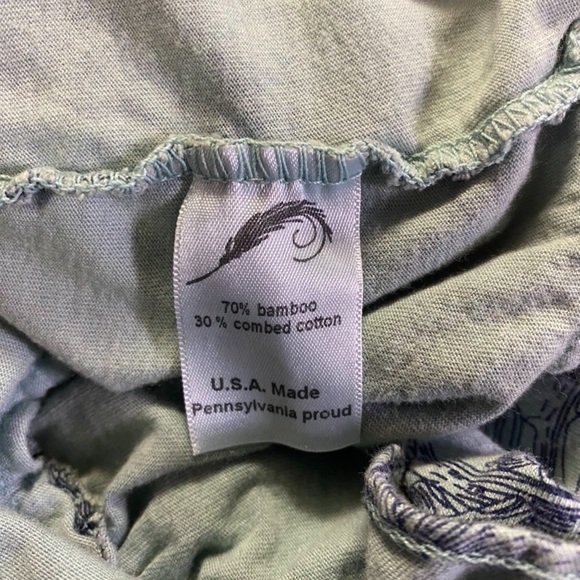 70% bamboo
30 % combed cotton
U.S.A. Made
Pennsylvania proud